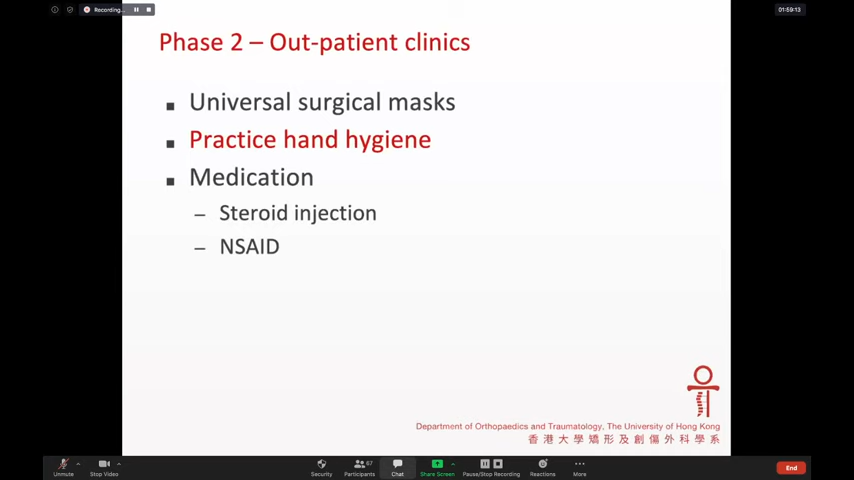 Recording...
01:59:13
Phase 2 – Out-patient clinics
■ Universal surgical masks
■ Practice hand hygiene
■ Medication
– Steroid injection
– NSAID
Department of Orthopaedics and Traumatology, The University of Hong Kong
香港大學矯形及創傷外科學系
Unmute
Stop Video
Security
Participants
67
Chat
Share Screen
Pause/Stop Recording
Reactions
More
End